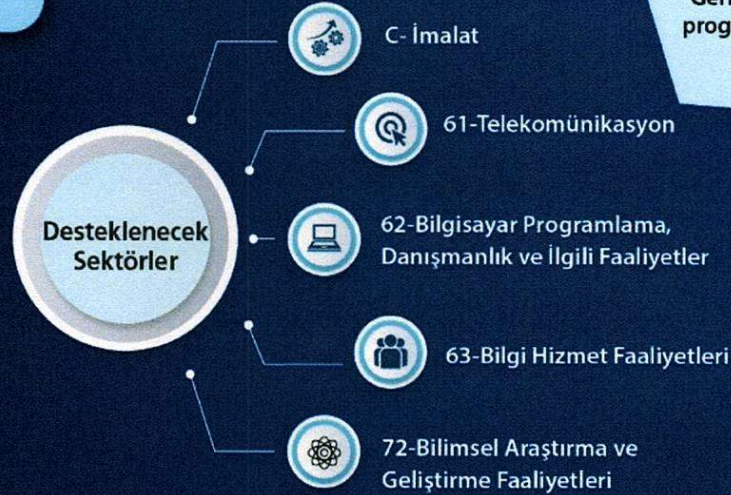 C- İmalat
61-Telekomünikasyon
Desteklenecek
Sektörler
62-Bilgisayar Programlama,
Danışmanlık ve İlgili Faaliyetler
63-Bilgi Hizmet Faaliyetleri
72-Bilimsel Araştırma ve
Geliştirme Faaliyetleri